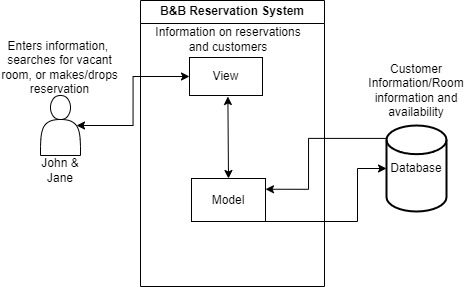 B&B Reservation System
Information on reservations
and customers
Enters information,
searches for vacant
room, or makes/drops
reservation
View
John &
Jane
Model
Customer
Information/Room
information and
availability
Database